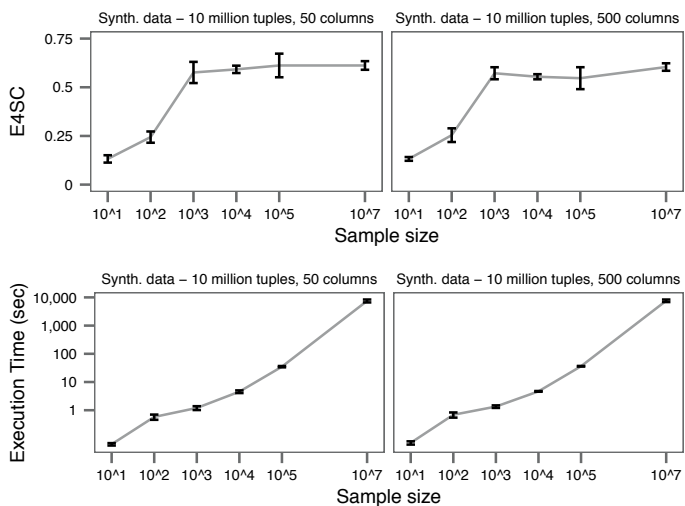 Synth. data − 10 million tuples, 50 columns
Synth. data − 10 million tuples, 500 columns
E4SC
0.75
0.5
0.25
0
10^1 10^2 10^3 10^4 10^5 10^7
10^1 10^2 10^3 10^4 10^5 10^7
Sample size
Synth. data − 10 million tuples, 50 columns
Synth. data − 10 million tuples, 500 columns
Execution Time (sec)
10,000
1,000
100
10
1
10^1 10^2 10^3 10^4 10^5 10^7
10^1 10^2 10^3 10^4 10^5 10^7
Sample size